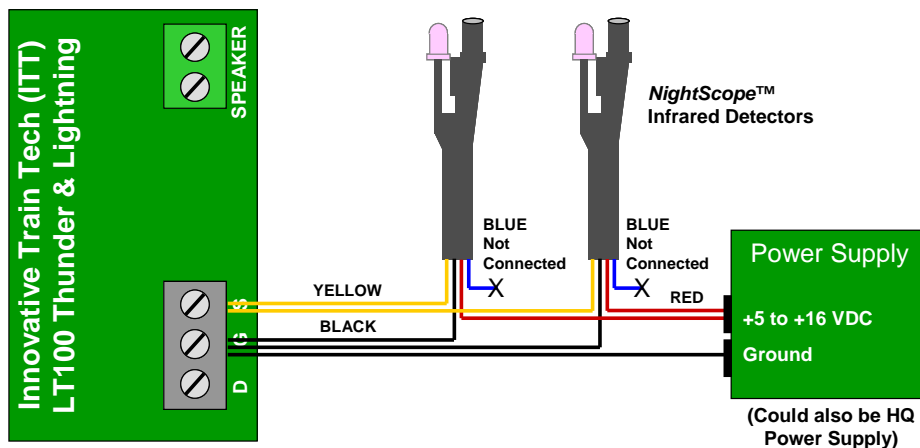 Innovative Train Tech (ITT)
LT100 Thunder & Lightning
SPEAKER
S
G
D
YELLOW
BLACK
BLUE
Not
Connected
X
BLUE
Not
Connected
X
RED
NightScope™
Infrared Detectors
Power Supply
+5 to +16 VDC
Ground
(Could also be HQ
Power Supply)